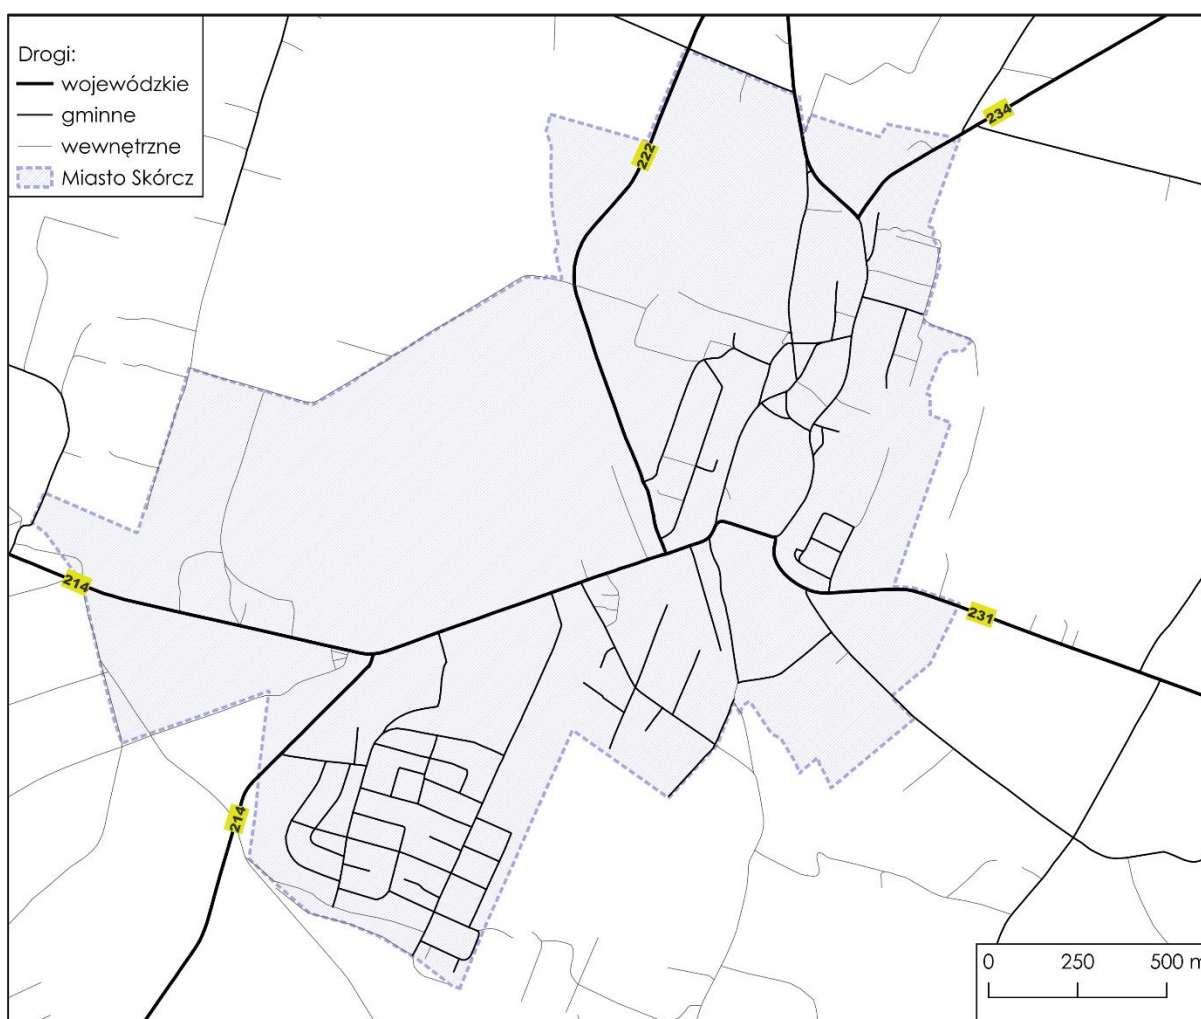 Drogi:
wojewódzkie
gminne
wewnętrzne
Miasto Skórcz
222
234
214
231
214
0 250 500 m